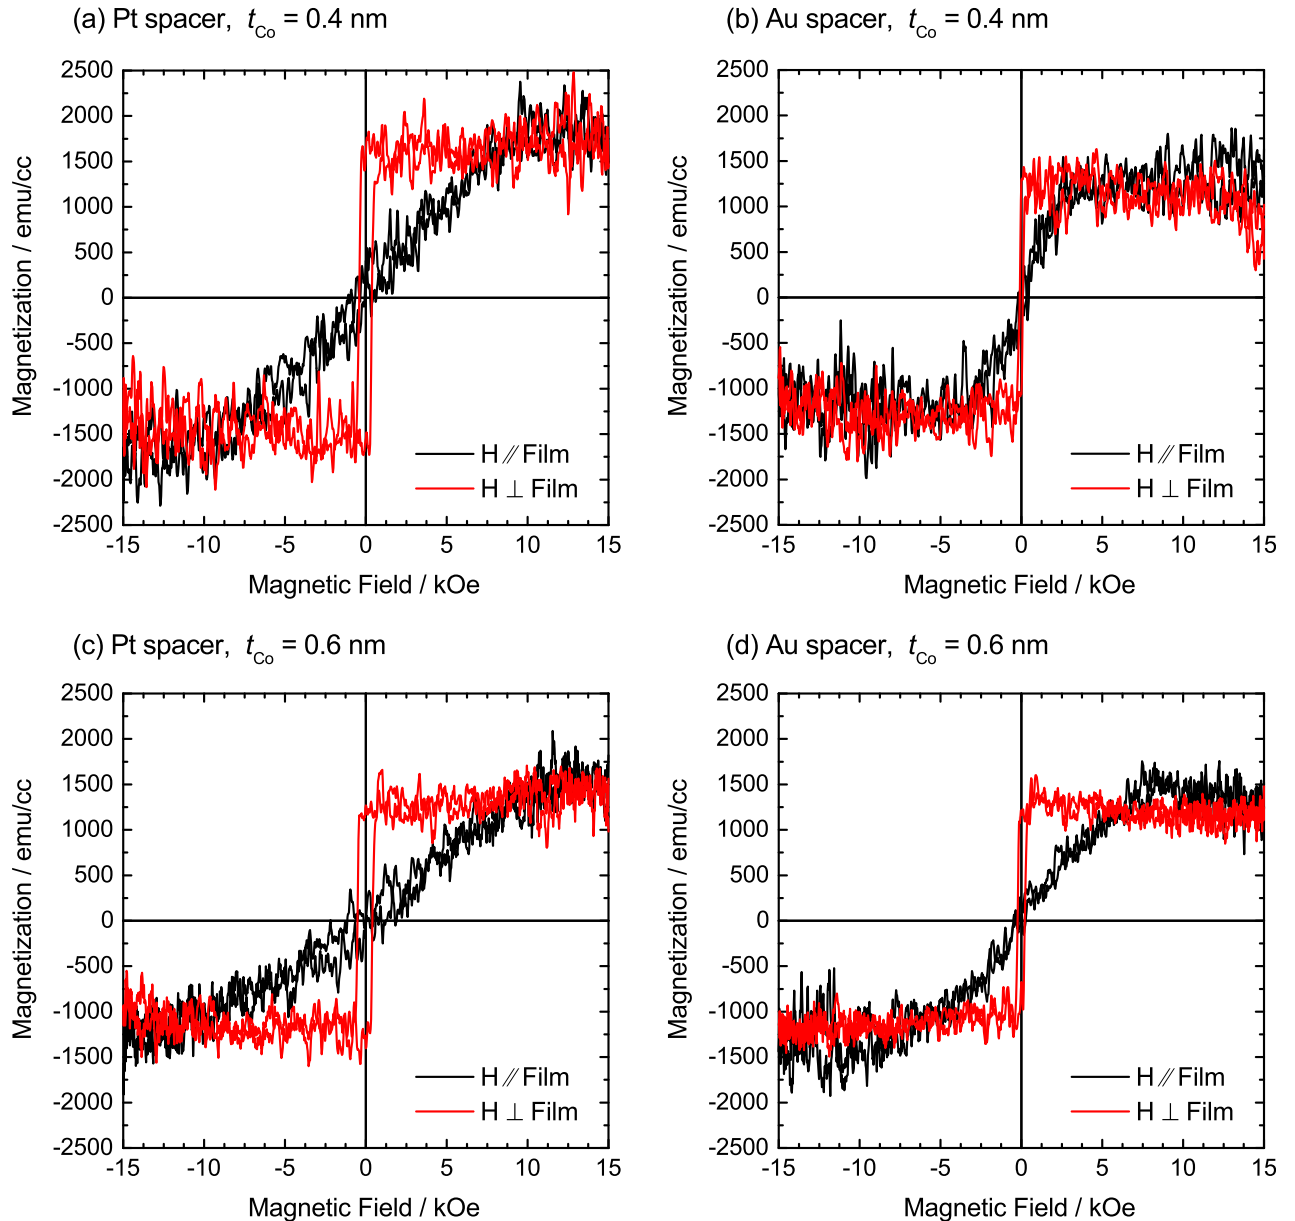 (a) Pt spacer, tCo = 0.4 nm
2500
2000
1500
1000
500
0
-500
-1000
-1500
-2000
-2500
-15 -10 -5 0 5 10 15
Magnetization / emu/cc
Magnetic Field / kOe
H // Film
H ⊥ Film
(b) Au spacer, tCo = 0.4 nm
2500
2000
1500
1000
500
0
-500
-1000
-1500
-2000
-2500
-15 -10 -5 0 5 10 15
Magnetization / emu/cc
Magnetic Field / kOe
H // Film
H ⊥ Film
(c) Pt spacer, tCo = 0.6 nm
2500
2000
1500
1000
500
0
-500
-1000
-1500
-2000
-2500
-15 -10 -5 0 5 10 15
Magnetization / emu/cc
Magnetic Field / kOe
H // Film
H ⊥ Film
(d) Au spacer, tCo = 0.6 nm
2500
2000
1500
1000
500
0
-500
-1000
-1500
-2000
-2500
-15 -10 -5 0 5 10 15
Magnetization / emu/cc
Magnetic Field / kOe
H // Film
H ⊥ Film